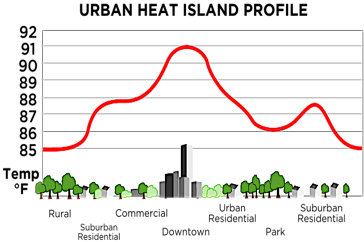 URBAN HEAT ISLAND PROFILE
92
91
90
89
88
87
86
85
Temp
°F
Rural
Suburban
Residential
Commercial
Downtown
Urban
Residential
Park
Suburban
Residential